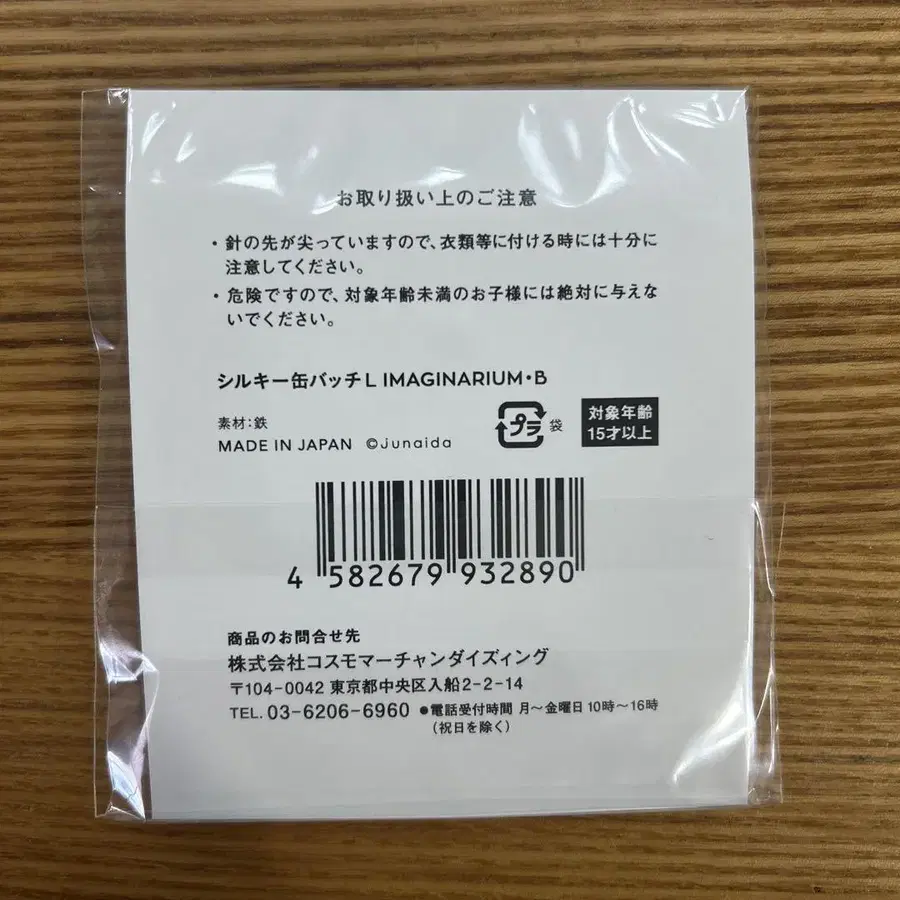 お取り扱い上のご注意
・針の先が尖っていますので、衣類等に付ける時には十分に
注意してください。
・危険ですので、対象年齢未満のお子様には絶対に与えな
いでください。
シルキー缶バッチL IMAGINARIUM・B
素材：鉄
MADE IN JAPAN ©junaida
プラ 袋
対象年齢
15才以上
4 582679 932890
商品のお問合せ先
株式会社コスモマーチャンダイズィング
〒104-0042 東京都中央区入船2-2-14
TEL. 03-6206-6960 ●電話受付時間 月〜金曜日 10時〜16時
（祝日を除く）